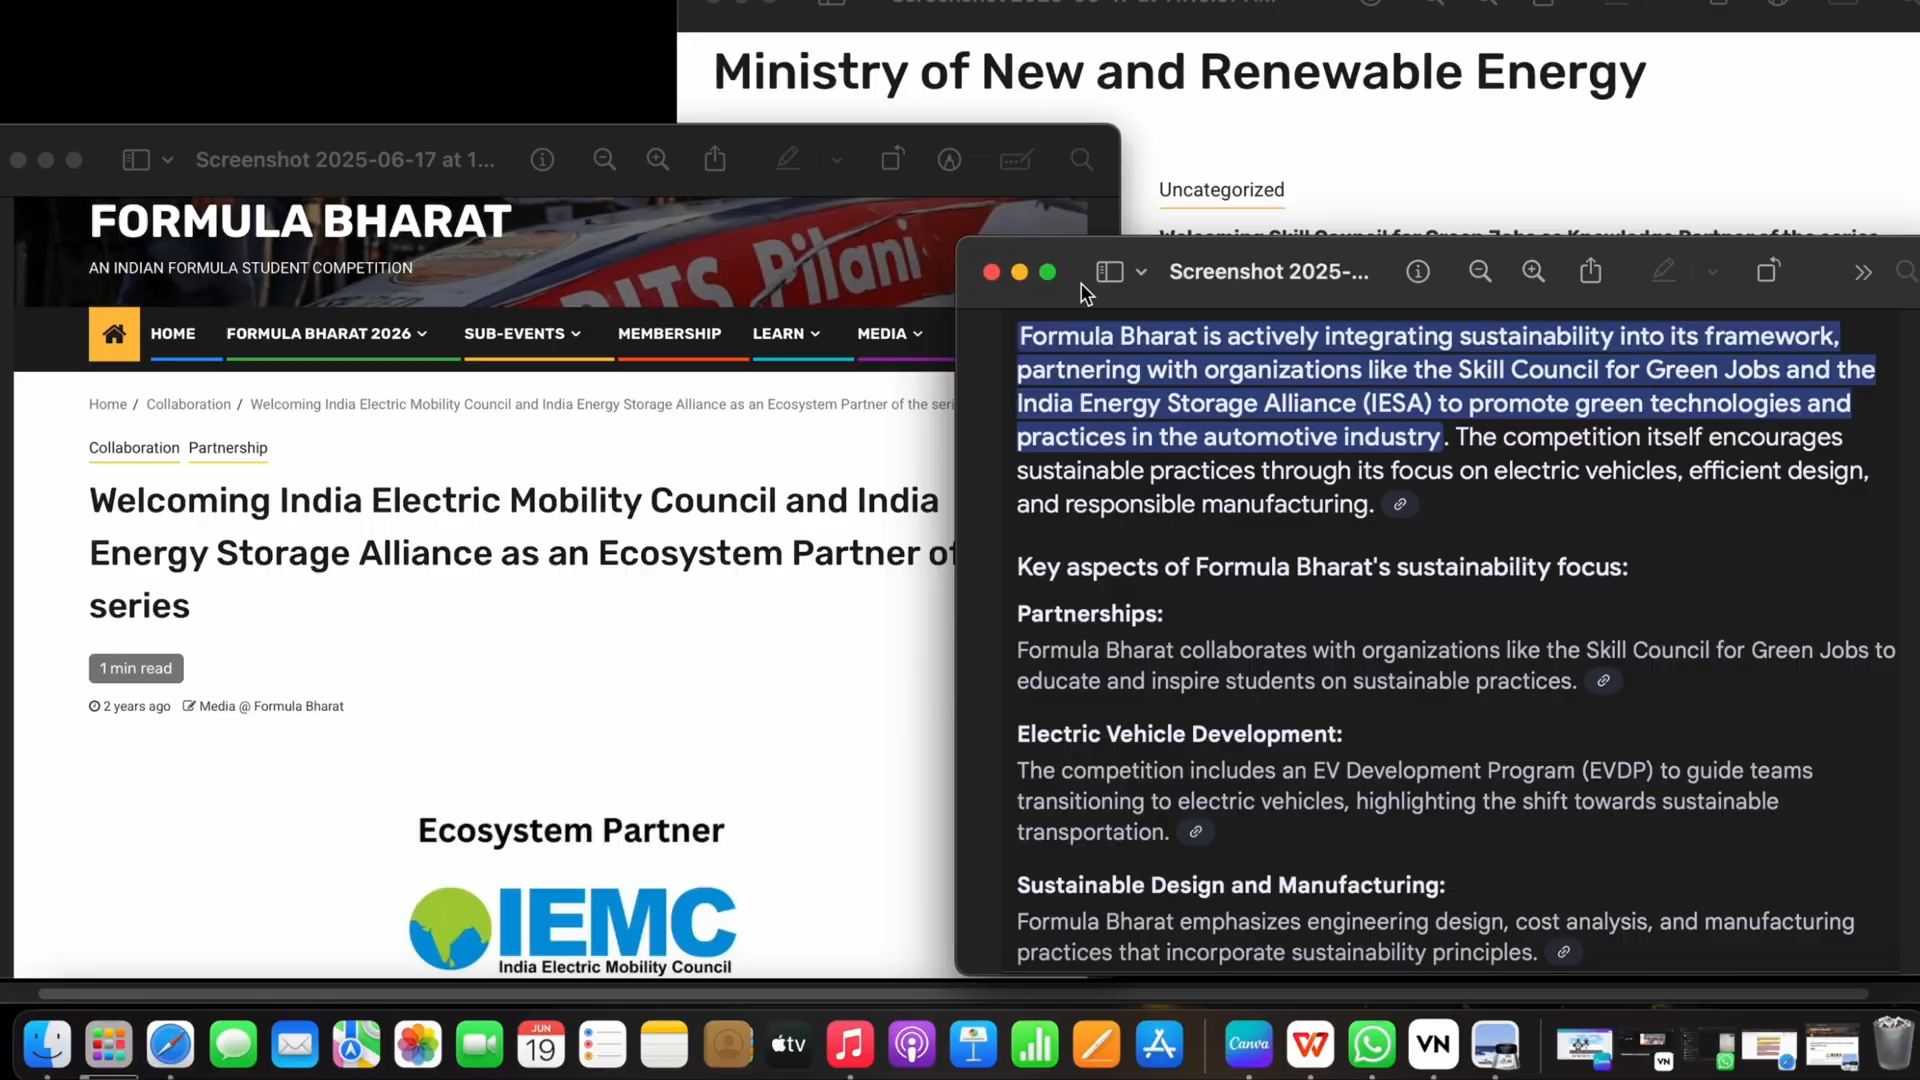 Ministry of New and Renewable Energy
Uncategorized
Screenshot 2025-06-17 at 1...
FORMULA BHARAT
AN INDIAN FORMULA STUDENT COMPETITION
BITS Pilani
HOME FORMULA BHARAT 2026 SUB-EVENTS MEMBERSHIP LEARN MEDIA
Home / Collaboration / Welcoming India Electric Mobility Council and India Energy Storage Alliance as an Ecosystem Partner of the seri
Collaboration Partnership
Welcoming India Electric Mobility Council and India
Energy Storage Alliance as an Ecosystem Partner of
series
1 min read
2 years ago Media @ Formula Bharat
Ecosystem Partner
IEMC
India Electric Mobility Council
Screenshot 2025-...
Formula Bharat is actively integrating sustainability into its framework,
partnering with organizations like the Skill Council for Green Jobs and the
India Energy Storage Alliance (IESA) to promote green technologies and
practices in the automotive industry. The competition itself encourages
sustainable practices through its focus on electric vehicles, efficient design,
and responsible manufacturing.
Key aspects of Formula Bharat's sustainability focus:
Partnerships:
Formula Bharat collaborates with organizations like the Skill Council for Green Jobs to
educate and inspire students on sustainable practices.
Electric Vehicle Development:
The competition includes an EV Development Program (EVDP) to guide teams
transitioning to electric vehicles, highlighting the shift towards sustainable
transportation.
Sustainable Design and Manufacturing:
Formula Bharat emphasizes engineering design, cost analysis, and manufacturing
practices that incorporate sustainability principles.
JUN
19
tv
Canva
VN